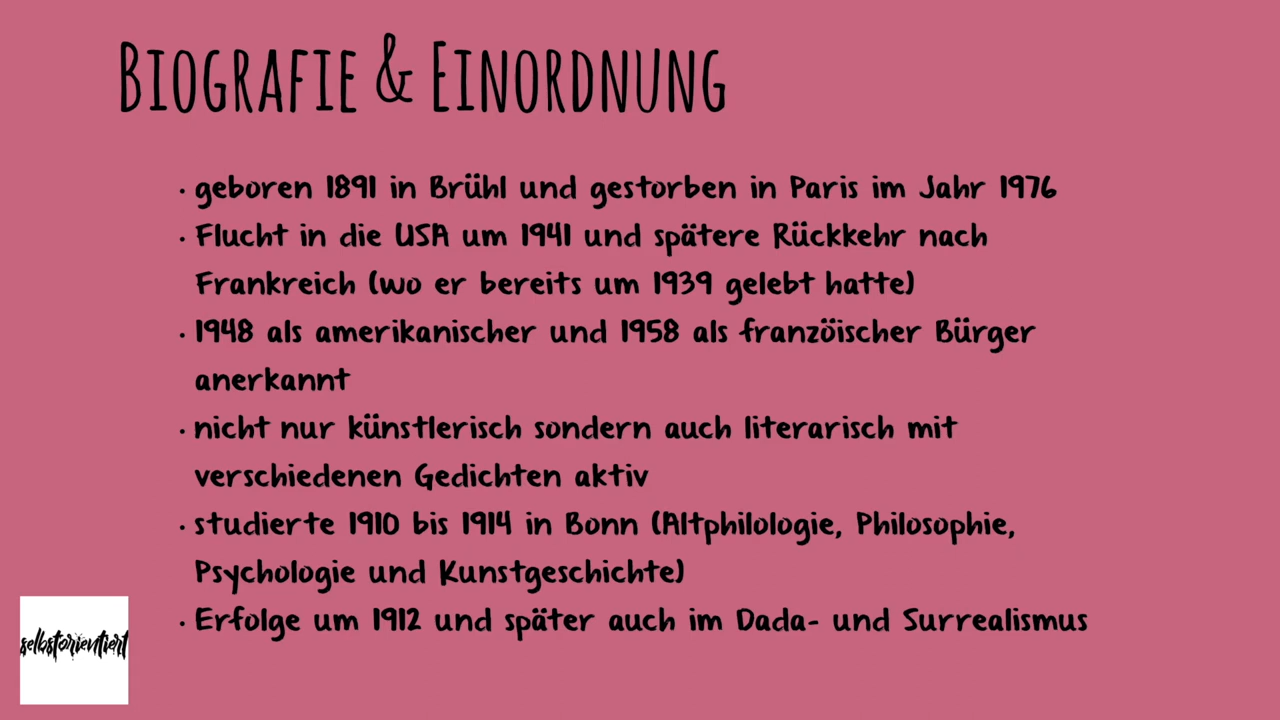 Biografie & Einordnung
• geboren 1891 in Brühl und gestorben in Paris im Jahr 1976
• Flucht in die USA um 1941 und spätere Rückkehr nach
Frankreich (wo er bereits um 1939 gelebt hatte)
• 1948 als amerikanischer und 1958 als französicher Bürger
anerkannt
• nicht nur künstlerisch sondern auch literarisch mit
verschiedenen Gedichten aktiv
• studierte 1910 bis 1914 in Bonn (Altphilologie, Philosophie,
Psychologie und Kunstgeschichte)
• Erfolge um 1912 und später auch im Dada- und Surrealismus
selbstorientiert